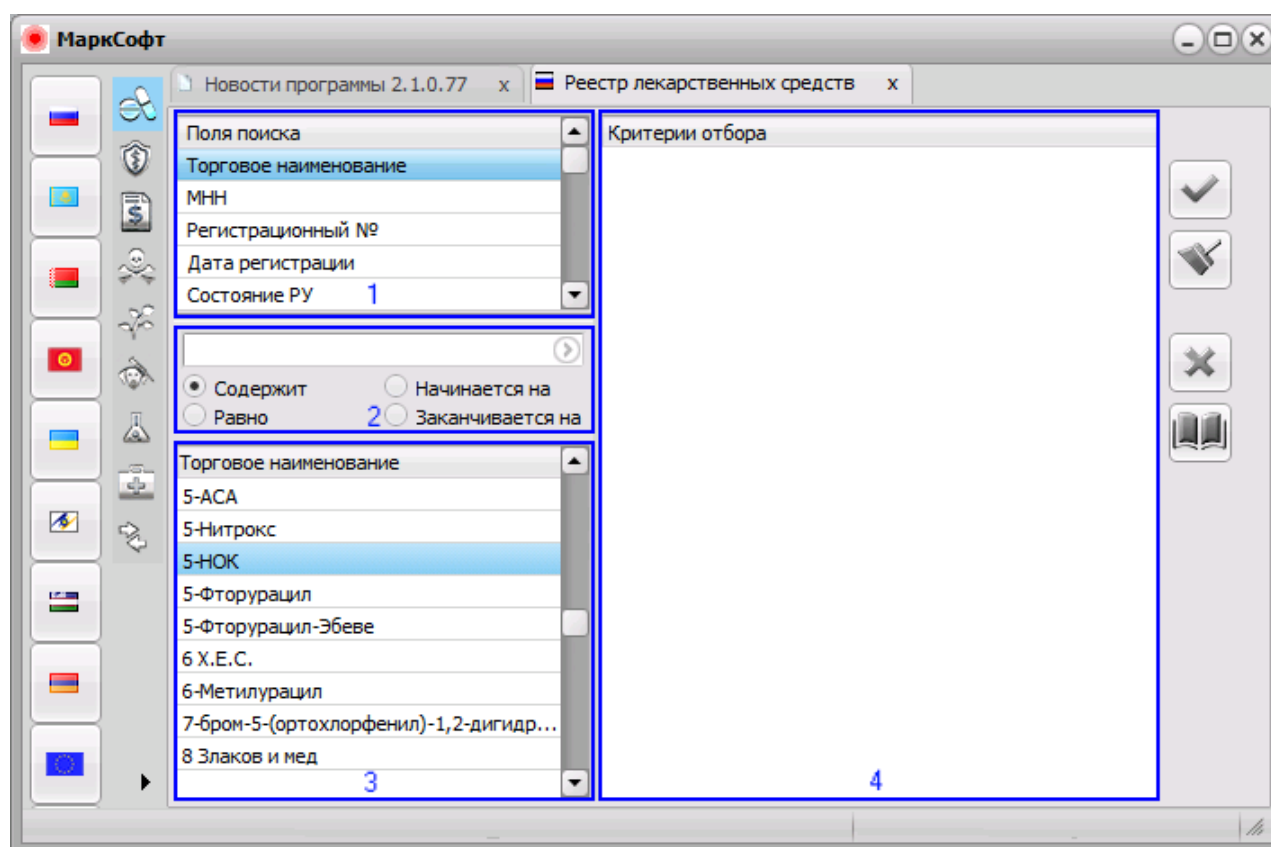 МаркСофт
Новости программы 2.1.0.77 x
Реестр лекарственных средств x
Поля поиска
Торговое наименование
МНН
Регистрационный №
Дата регистрации
Состояние РУ
1
Содержит
Начинается на
Равно
2
Заканчивается на
Торговое наименование
5-АСА
5-Нитрокс
5-НОК
5-Фторурацил
5-Фторурацил-Эбеве
6 Х.Е.С.
6-Метилурацил
7-бром-5-(ортохлорфенил)-1,2-дигидр...
8 Злаков и мед
3
Критерии отбора
4